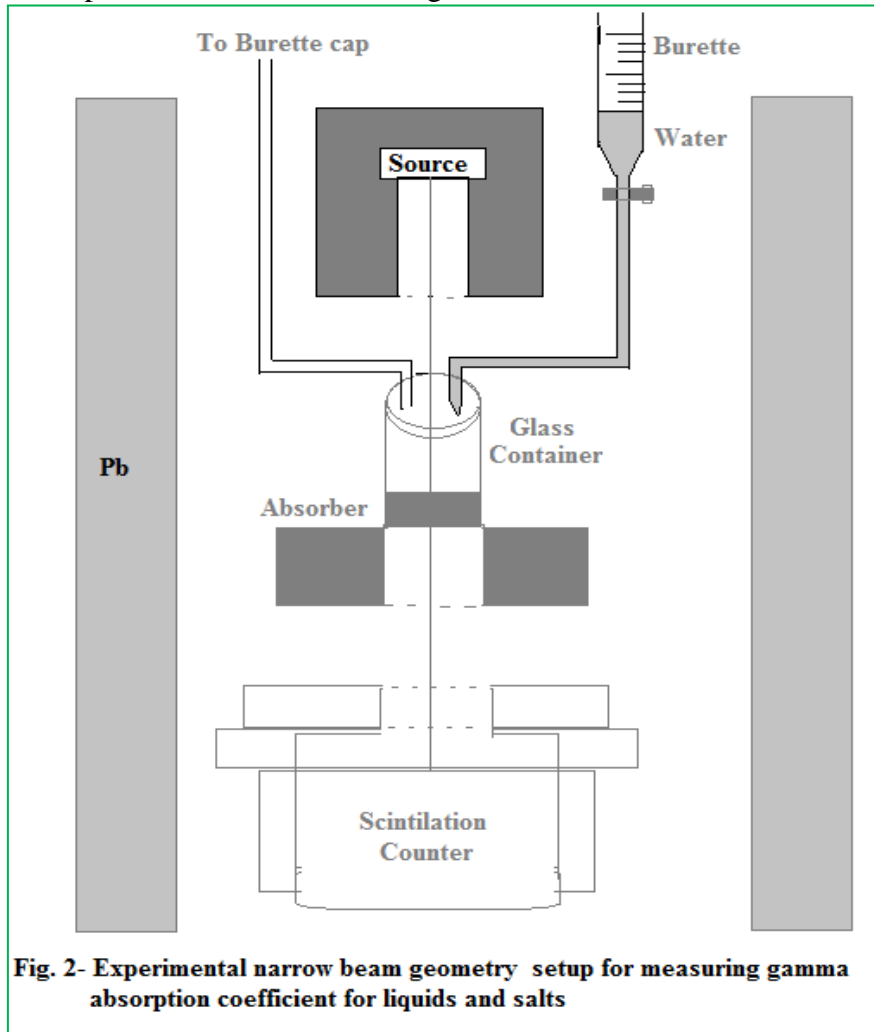 To Burette cap
Burette
Water
Source
Glass
Container
Pb
Absorber
Scintilation
Counter
Fig. 2- Experimental narrow beam geometry setup for measuring gamma
absorption coefficient for liquids and salts